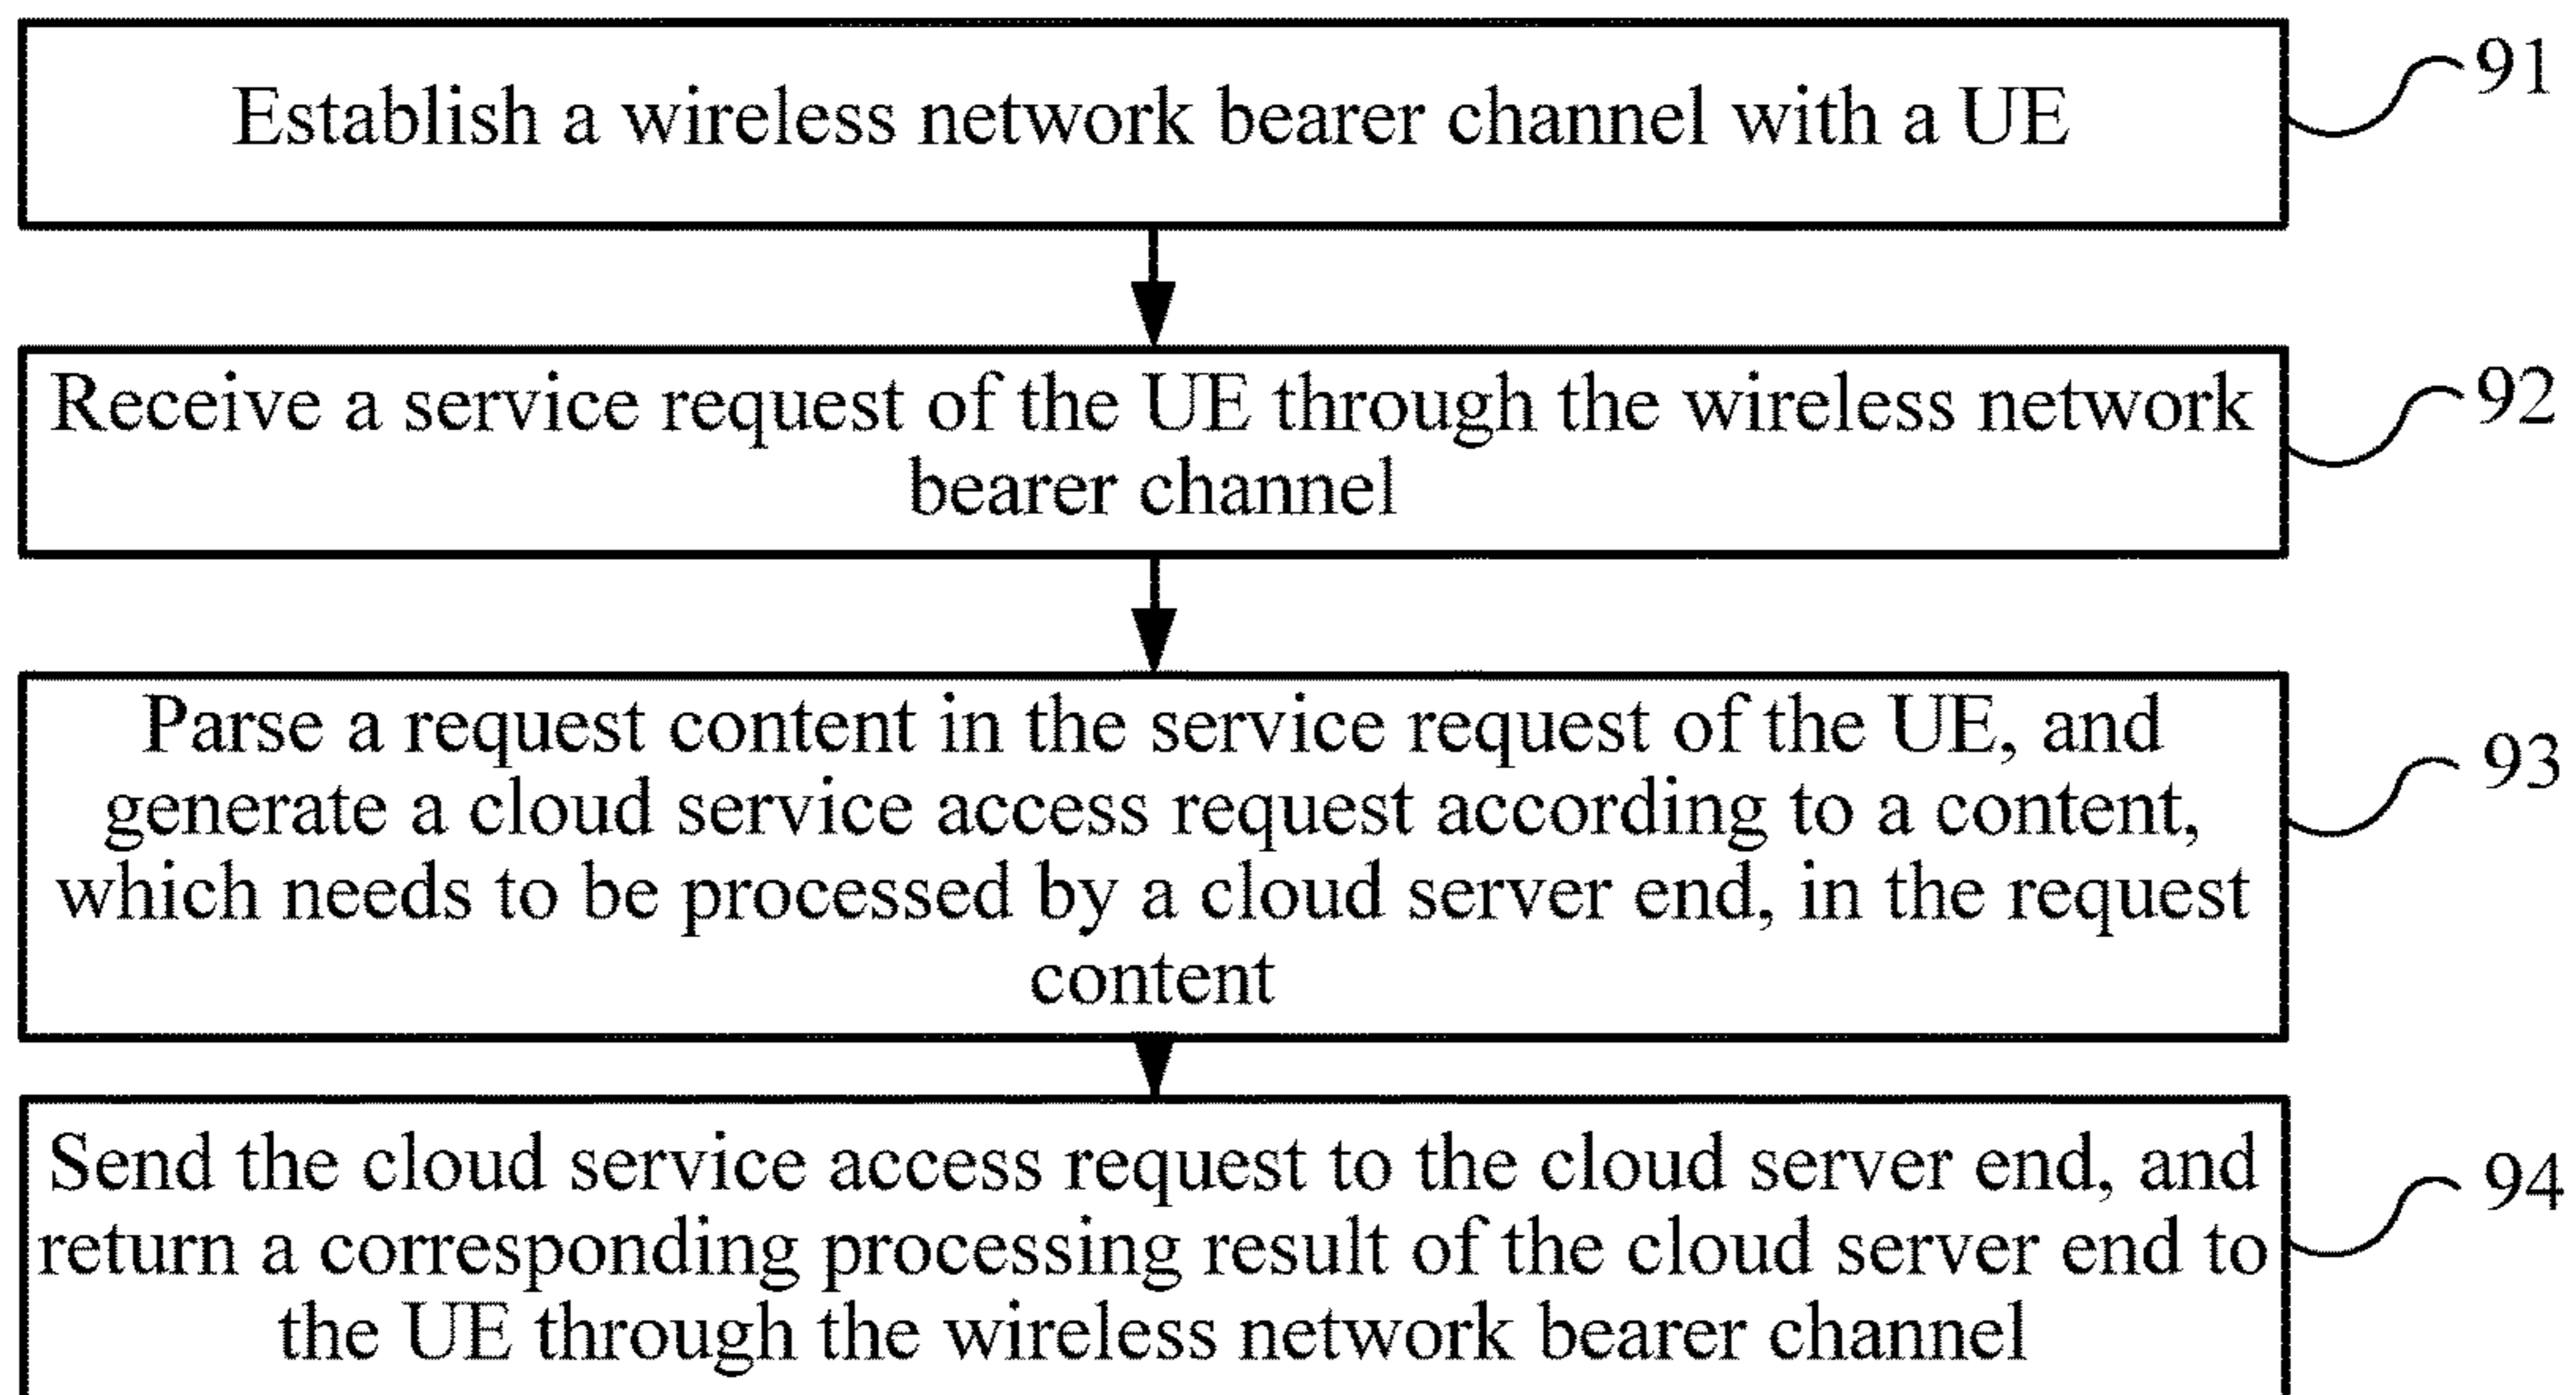 Establish a wireless network bearer channel with a UE
91
Receive a service request of the UE through the wireless network
bearer channel
92
Parse a request content in the service request of the UE, and
generate a cloud service access request according to a content,
which needs to be processed by a cloud server end, in the request
content
93
Send the cloud service access request to the cloud server end, and
return a corresponding processing result of the cloud server end to
the UE through the wireless network bearer channel
94